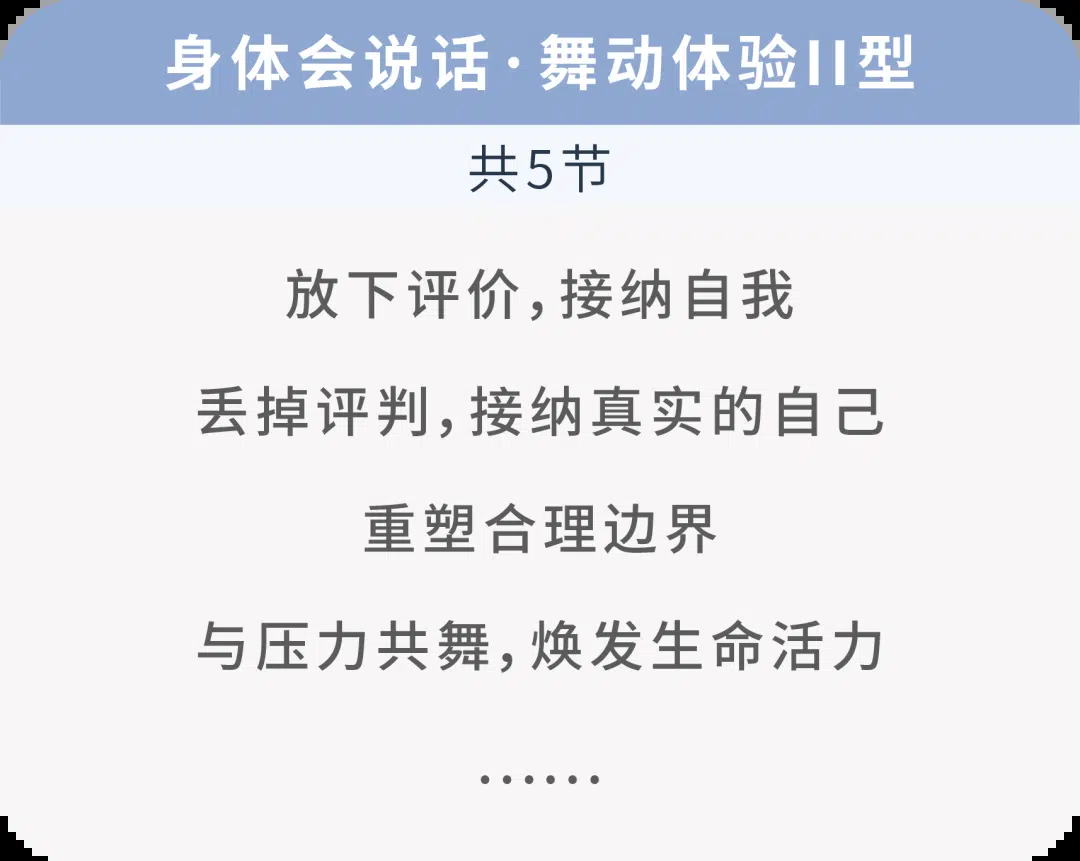 身体会说话·舞动体验II型
共5节
放下评价,接纳自我
丢掉评判,接纳真实的自己
重塑合理边界
与压力共舞,焕发生命活力
······